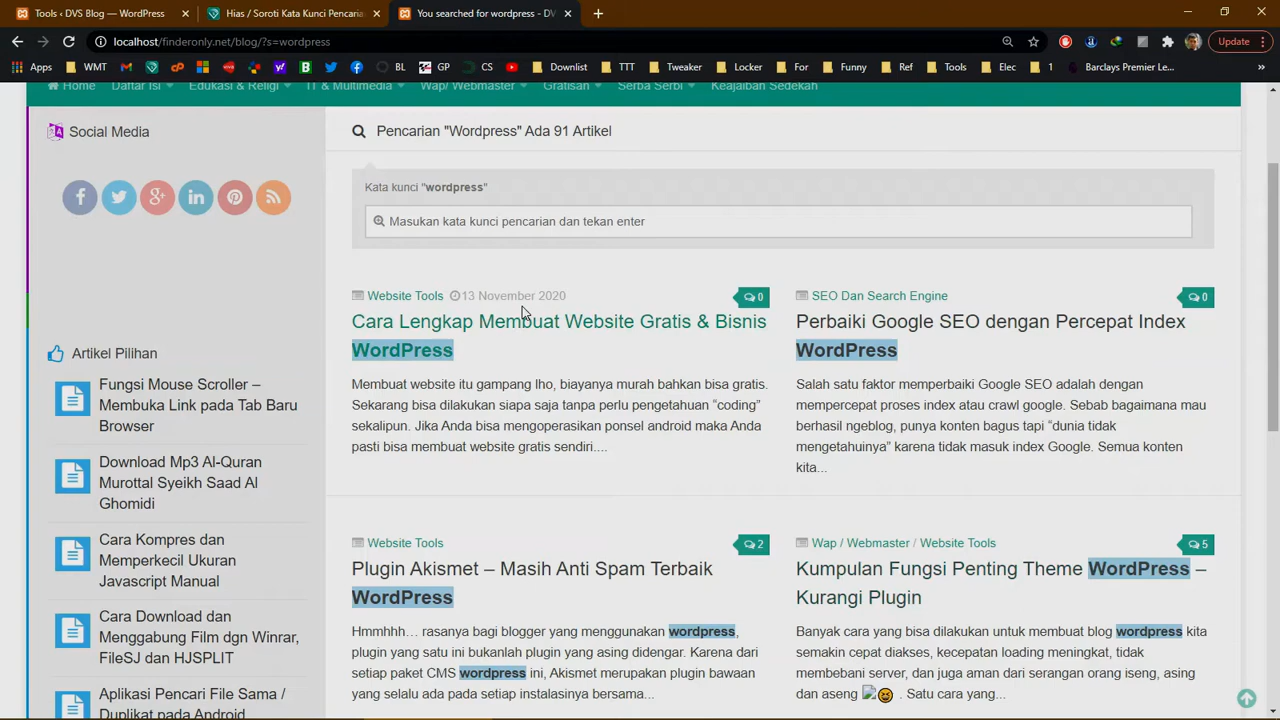 Tools ‹ DVS Blog — WordPress
Hias / Soroti Kata Kunci Pencaria
You searched for wordpress - DV
localhost/finderonly.net/blog/?s=wordpress
Update
Apps
WMT
BL
GP
CS
Downlist
TTT
Tweaker
Locker
For
Funny
Ref
Tools
Elec
1
Barclays Premier Le...
Home
Daftar Isi
Edukasi & Religi
IT & Multimedia
Wap/ Webmaster
Gratisan
Serba Serbi
Keajaiban Sedekah
Social Media
Artikel Pilihan
Fungsi Mouse Scroller –
Membuka Link pada Tab Baru
Browser
Download Mp3 Al-Quran
Murottal Syeikh Saad Al
Ghomidi
Cara Kompres dan
Memperkecil Ukuran
Javascript Manual
Cara Download dan
Menggabung Film dgn Winrar,
FileSJ dan HJSPLIT
Aplikasi Pencari File Sama /
Duplikat pada Android
Pencarian "Wordpress" Ada 91 Artikel
Kata kunci "wordpress"
Masukan kata kunci pencarian dan tekan enter
Website Tools 13 November 2020
0
Cara Lengkap Membuat Website Gratis & Bisnis
WordPress
Membuat website itu gampang lho, biayanya murah bahkan bisa gratis.
Sekarang bisa dilakukan siapa saja tanpa perlu pengetahuan “coding”
sekalipun. Jika Anda bisa mengoperasikan ponsel android maka Anda
pasti bisa membuat website gratis sendiri....
SEO Dan Search Engine
0
Perbaiki Google SEO dengan Percepat Index
WordPress
Salah satu faktor memperbaiki Google SEO adalah dengan
mempercepat proses index atau crawl google. Sebab bagaimana mau
berhasil ngeblog, punya konten bagus tapi “dunia tidak
mengetahuinya” karena tidak masuk index Google. Semua konten
kita...
Website Tools
2
Plugin Akismet – Masih Anti Spam Terbaik
WordPress
Hmmhhh… rasanya bagi blogger yang menggunakan wordpress,
plugin yang satu ini bukanlah plugin yang asing didengar. Karena dari
setiap paket CMS wordpress ini, Akismet merupakan plugin bawaan
yang selalu ada pada setiap instalasinya bersama...
Wap / Webmaster / Website Tools
5
Kumpulan Fungsi Penting Theme WordPress –
Kurangi Plugin
Banyak cara yang bisa dilakukan untuk membuat blog wordpress kita
semakin cepat diakses, kecepatan loading meningkat, tidak
membebani server, dan juga aman dari serangan orang iseng, asing
dan aseng . Satu cara yang...